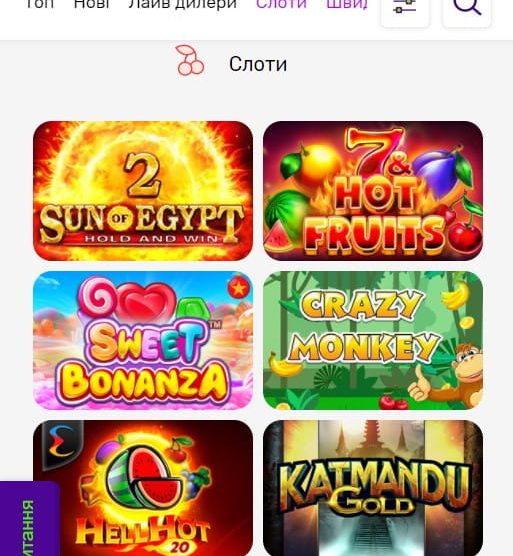 Топ Нові Лайв дилери Слоти Швид
Слоти
2
SUN OF EGYPT
HOLD AND WIN
7 &
HOT
FRUITS
SWEET
BONANZA™
CRAZY
MONKEY
HELL HOT
20
KATMANDU
GOLD
итання